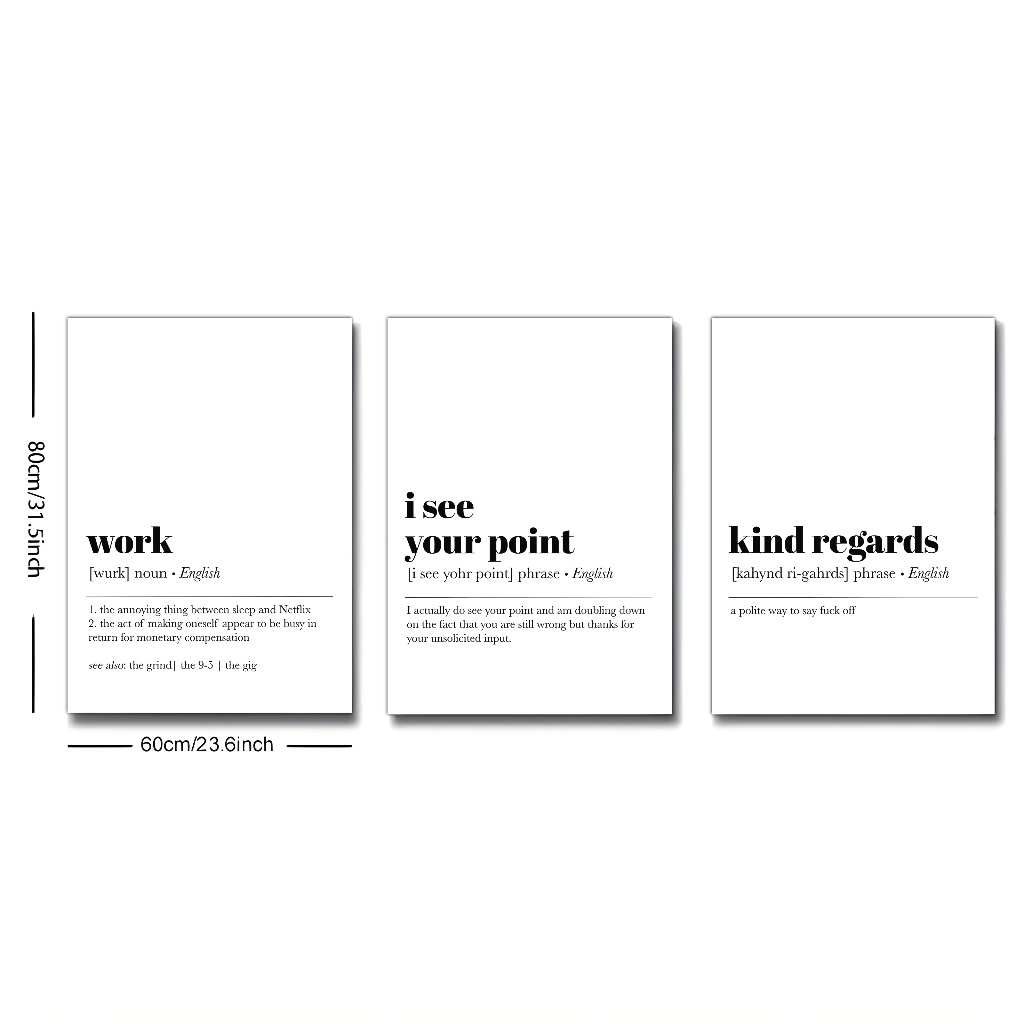 work
[wurk] noun • English
1. the annoying thing between sleep and Netflix
2. the act of making oneself appear to be busy in
return for monetary compensation
see also: the grind| the 9-5 | the gig
i see
your point
[i see yohr point] phrase • English
I actually do see your point and am doubling down
on the fact that you are still wrong but thanks for
your unsolicited input.
kind regards
[kahynd ri-gahrds] phrase • English
a polite way to say fuck off
80cm/31.5inch
60cm/23.6inch